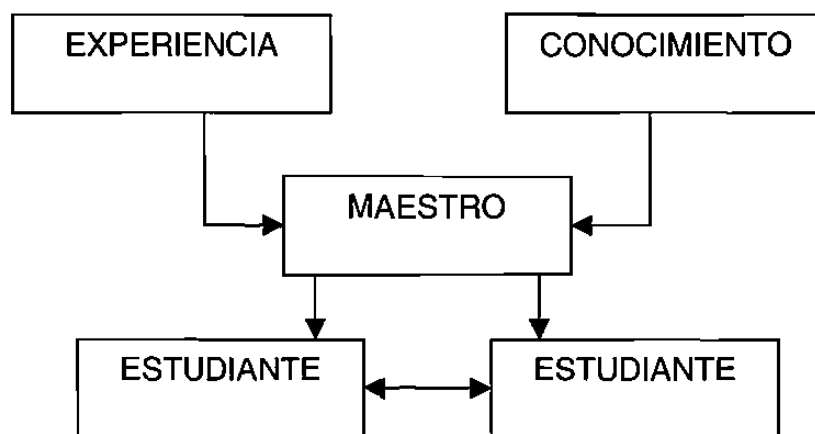 EXPERIENCIA
CONOCIMIENTO
MAESTRO
ESTUDIANTE
ESTUDIANTE